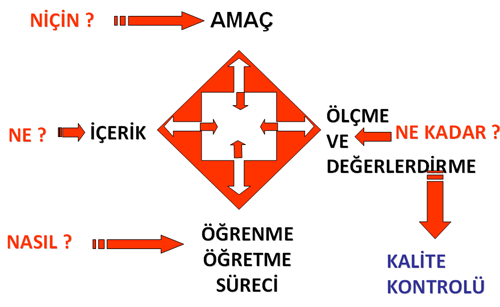 NİÇİN ?
AMAÇ
NE ?
İÇERİK
ÖLÇME
VE
DEĞERLERDİRME
NE KADAR ?
NASIL ?
ÖĞRENME
ÖĞRETME
SÜRECİ
KALİTE
KONTROLÜ